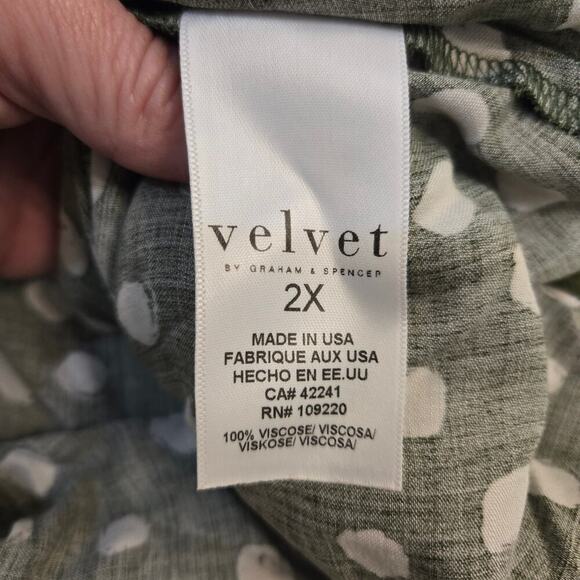 velvet
BY GRAHAM & SPENCER
2X
MADE IN USA
FABRIQUE AUX USA
HECHO EN EE.UU
CA# 42241
RN# 109220
100% VISCOSE/ VISCOSA/
VISKOSE/ VISCOSA/